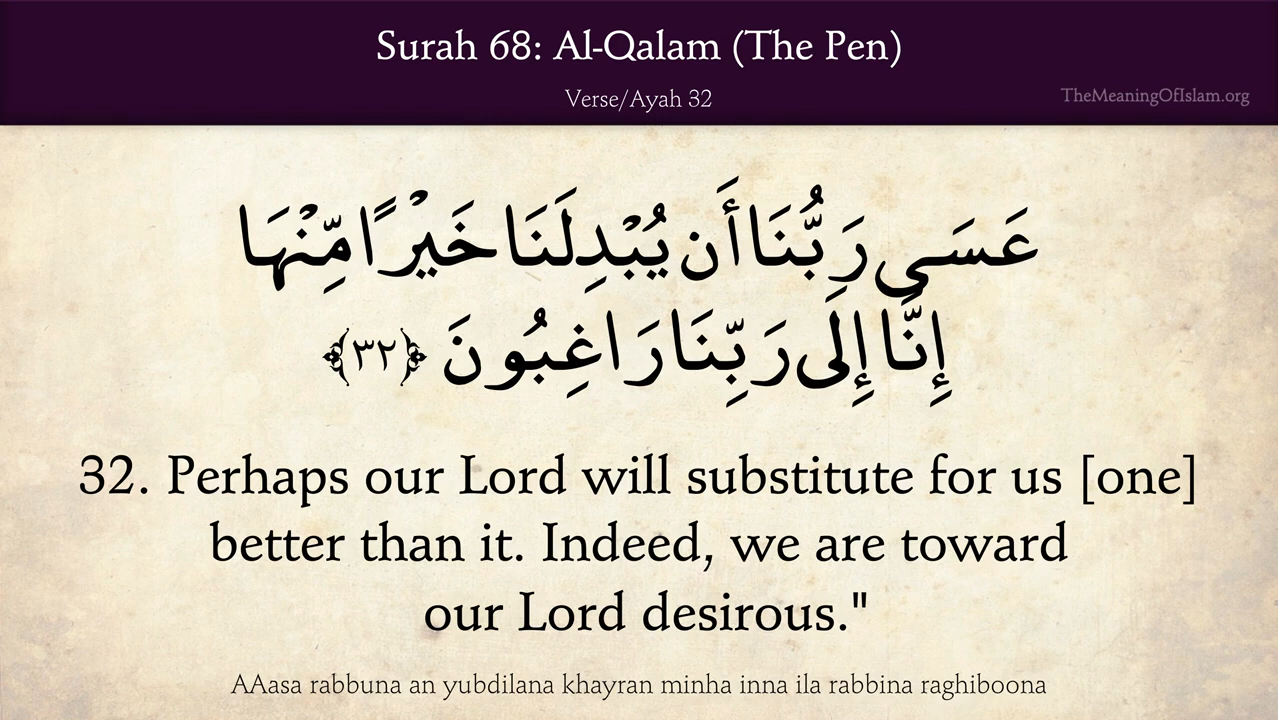 Surah 68: Al-Qalam (The Pen)
Verse/Ayah 32
TheMeaningOfIslam.org
عَسَى رَبُّنَا أَن يُبْدِلَنَا خَيْرًا مِّنْهَا
إِنَّا إِلَى رَبِّنَا رَاغِبُونَ ﴿٣٢﴾
32. Perhaps our Lord will substitute for us [one]
better than it. Indeed, we are toward
our Lord desirous."
AAasa rabbuna an yubdilana khayran minha inna ila rabbina raghiboona